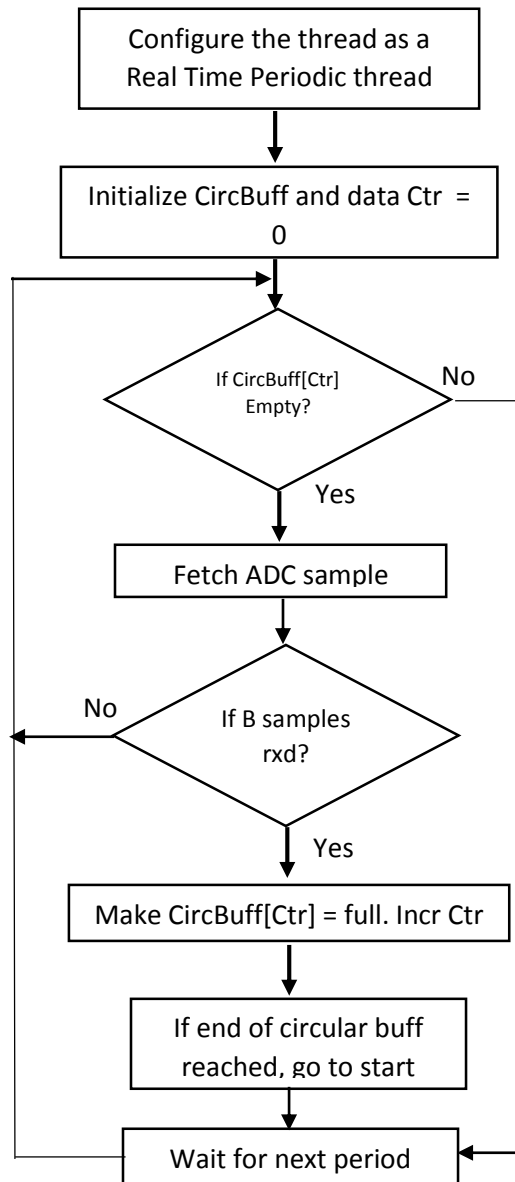 Configure the thread as a
Real Time Periodic thread
Initialize CircBuff and data Ctr =
0
If CircBuff[Ctr]
Empty?
No
Yes
Fetch ADC sample
No
If B samples
rxd?
Yes
Make CircBuff[Ctr] = full. Incr Ctr
If end of circular buff
reached, go to start
Wait for next period